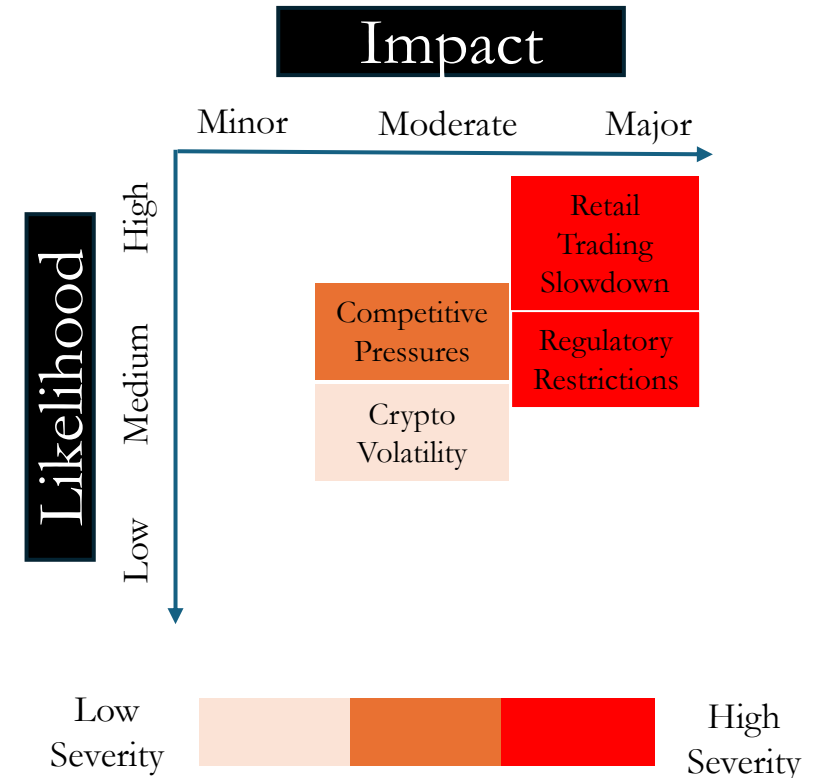 Impact
Minor
Moderate
Major
Likelihood
High
Medium
Low
Retail
Trading
Slowdown
Competitive
Pressures
Regulatory
Restrictions
Crypto
Volatility
Low
Severity
High
Severity